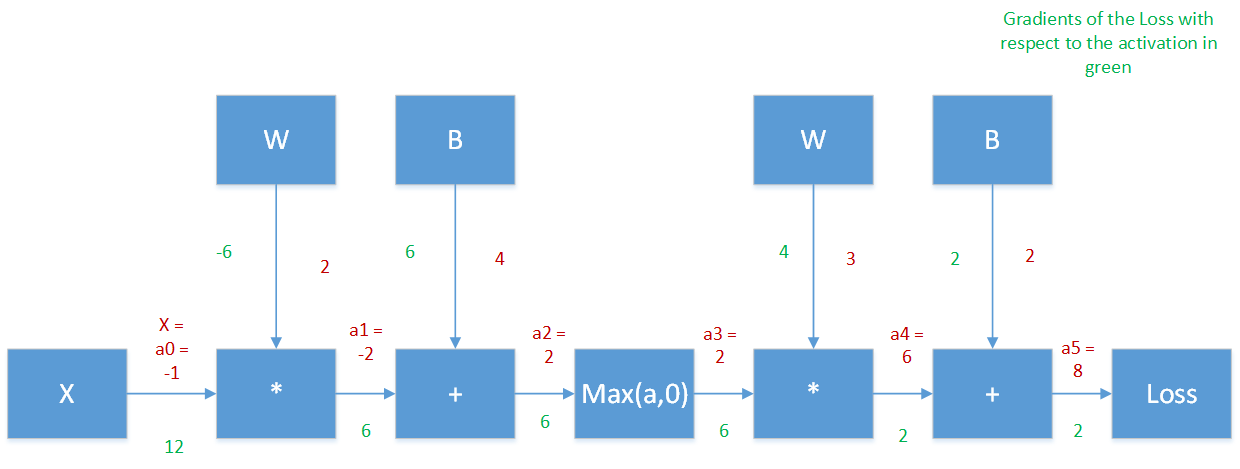 Gradients of the Loss with
respect to the activation in
green
W
B
W
B
-6
2
6
4
4
3
2
2
X =
a0 =
-1
a1 =
-2
a2 =
2
a3 =
2
a4 =
6
a5 =
8
X
*
+
Max(a,0)
*
+
Loss
12
6
6
6
2
2